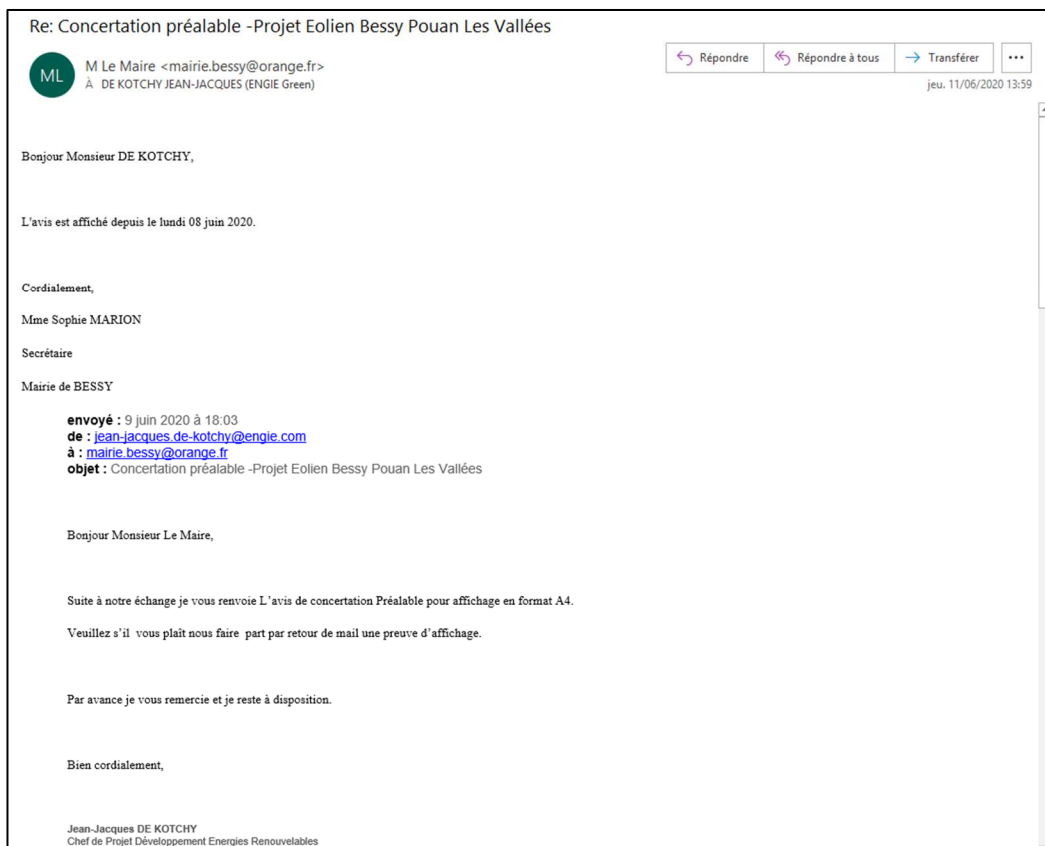 Re: Concertation préalable -Projet Eolien Bessy Pouan Les Vallées
ML
M Le Maire <mairie.bessy@orange.fr>
À DE KOTCHY JEAN-JACQUES (ENGIE Green)
Répondre
Répondre à tous
Transférer
jeu. 11/06/2020 13:59
Bonjour Monsieur DE KOTCHY,
L'avis est affiché depuis le lundi 08 juin 2020.
Cordialement,
Mme Sophie MARION
Secrétaire
Mairie de BESSY
envoyé : 9 juin 2020 à 18:03
de : jean-jacques.de-kotchy@engie.com
à : mairie.bessy@orange.fr
objet : Concertation préalable -Projet Eolien Bessy Pouan Les Vallées
Bonjour Monsieur Le Maire,
Suite à notre échange je vous renvoie L’avis de concertation Préalable pour affichage en format A4.
Veuillez s’il  vous plaît nous faire  part par retour de mail une preuve d’affichage.
Par avance je vous remercie et je reste à disposition.
Bien cordialement,
Jean-Jacques DE KOTCHY
Chef de Projet Développement Energies Renouvelables